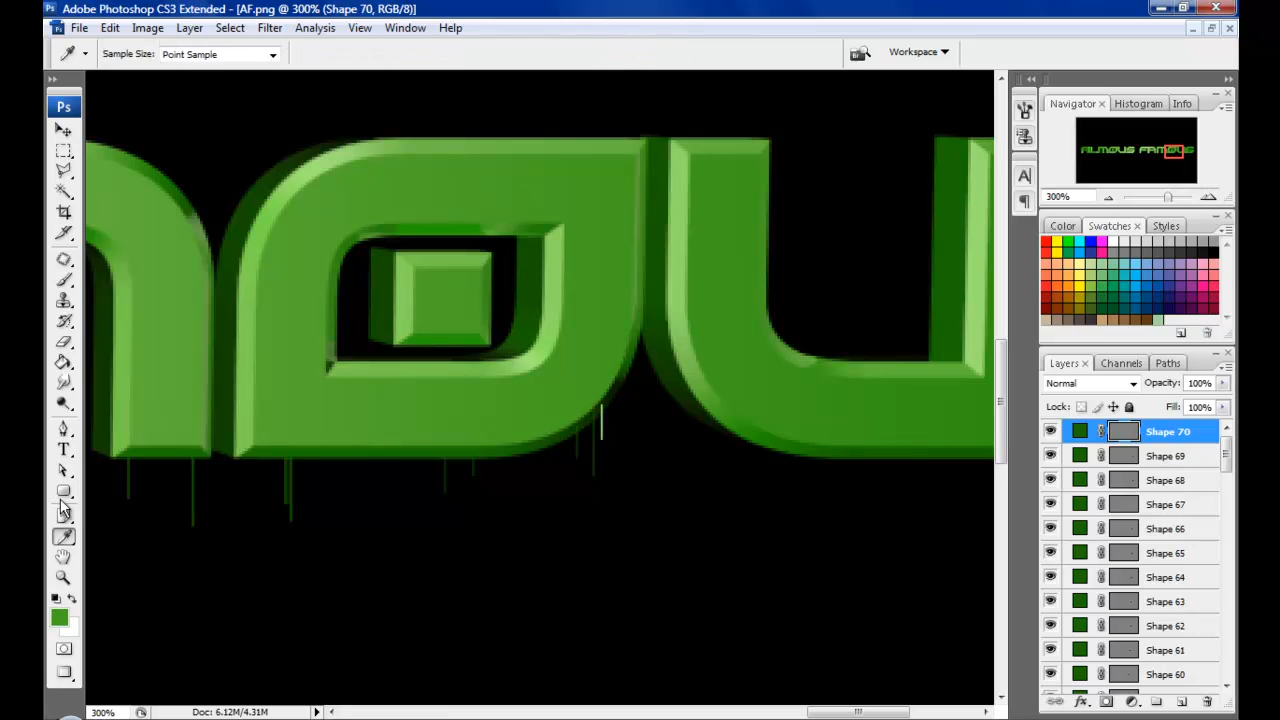 Adobe Photoshop CS3 Extended - [AF.png @ 300% (Shape 70, RGB/8)]
File Edit Image Layer Select Filter Analysis View Window Help
Sample Size: Point Sample
Workspace
Ps
Navigator Histogram Info
300%
Color Swatches Styles
Layers Channels Paths
Normal Opacity: 100%
Lock: Fill: 100%
Shape 70
Shape 69
Shape 68
Shape 67
Shape 66
Shape 65
Shape 64
Shape 63
Shape 62
Shape 61
Shape 60
300% Doc: 6.12M/4.31M